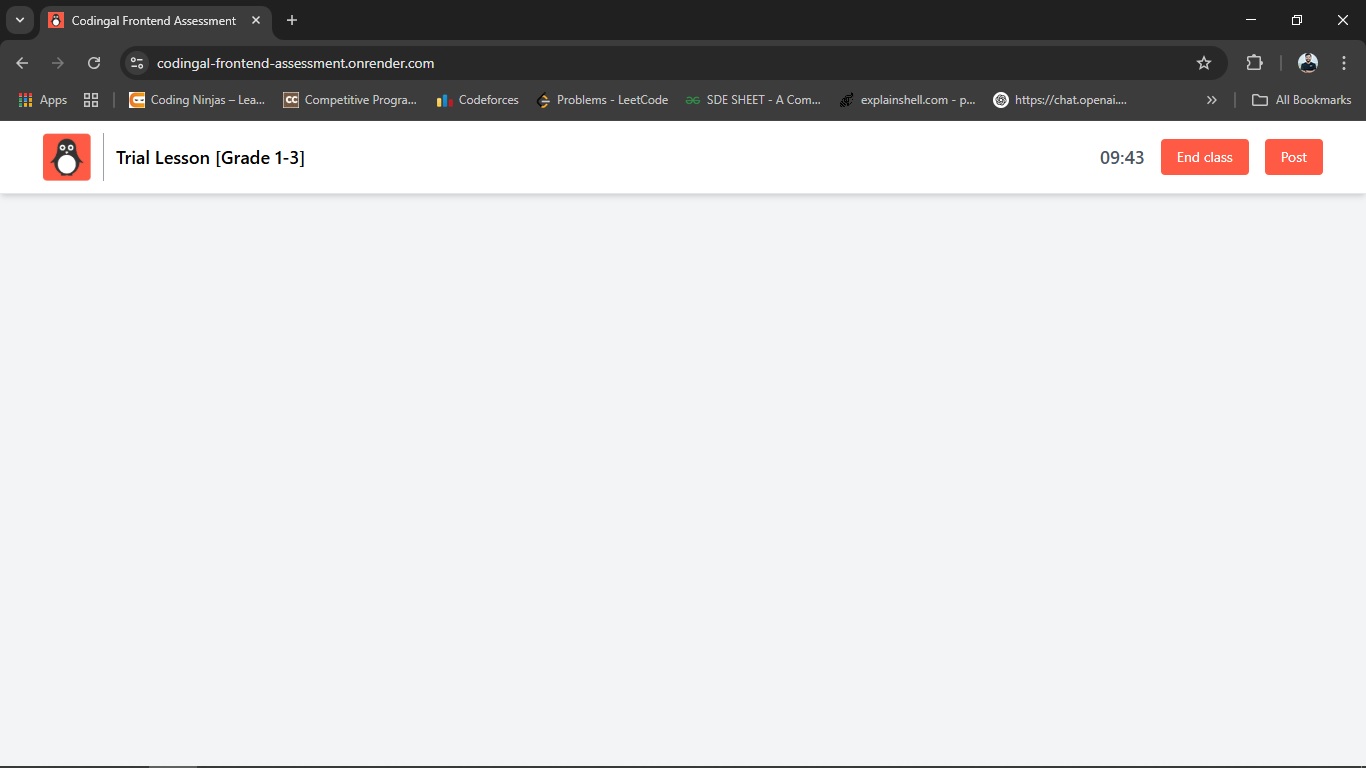 Codingal Frontend Assessment
codingal-frontend-assessment.onrender.com
Apps
Coding Ninjas – Lea...
CC Competitive Progra...
Codeforces
Problems - LeetCode
SDE SHEET - A Com...
explainshell.com - p...
https://chat.openai....
» All Bookmarks
Trial Lesson [Grade 1-3]
09:43
End class
Post